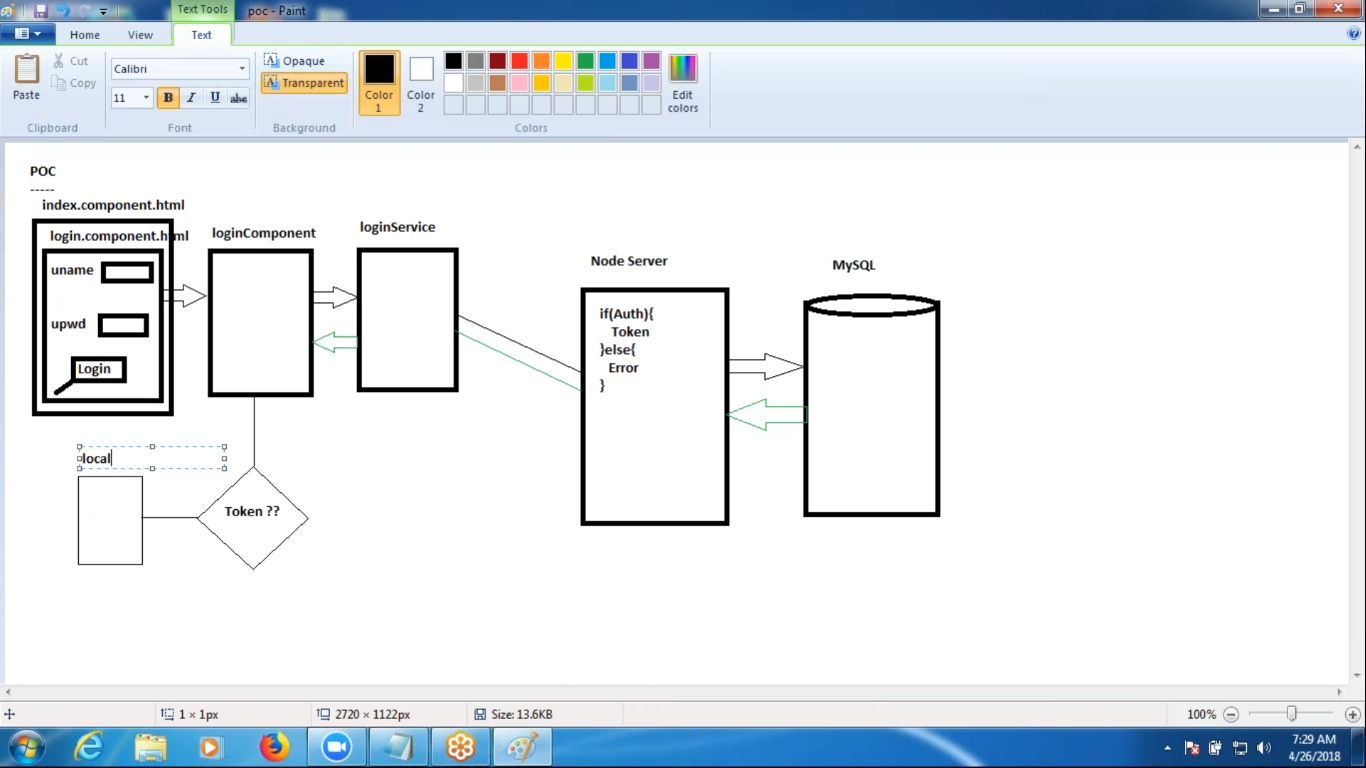 Text Tools
poc - Paint
Home
View
Text
Paste
Cut
Copy
Clipboard
Calibri
11
B
I
U
abc
Font
Opaque
Transparent
Background
Color
1
Color
2
Edit
colors
Colors
POC
-----
index.component.html
login.component.html
uname
upwd
Login
loginComponent
loginService
Node Server
if(Auth){
Token
}else{
Error
}
MySQL
local
Token ??
1 × 1px
2720 × 1122px
Size: 13.6KB
100%
7:29 AM
4/26/2018